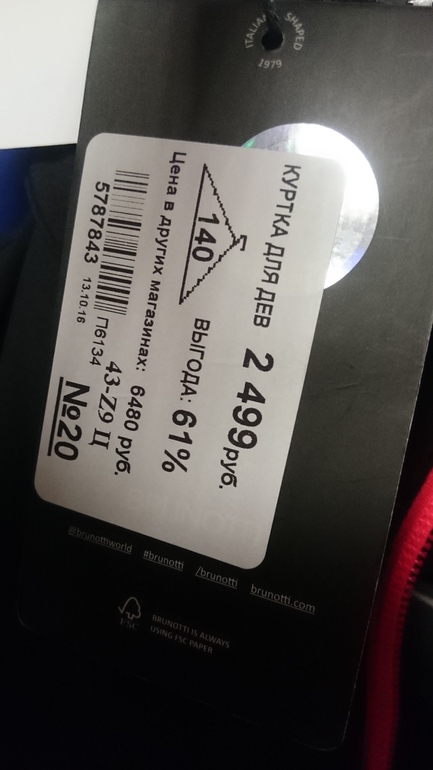 ITALIAN SHAPED
1979
КУРТКА ДЛЯ ДЕВ 2 499руб.
140
ВЫГОДА: 61%
Цена в других магазинах: 6480 руб.
П6134 43-Z9 Ц
5787843 13.10.16 №20
@brunottiworld #brunotti /brunotti brunotti.com
FSC
BRUNOTTI IS ALWAYS
USING FSC PAPER